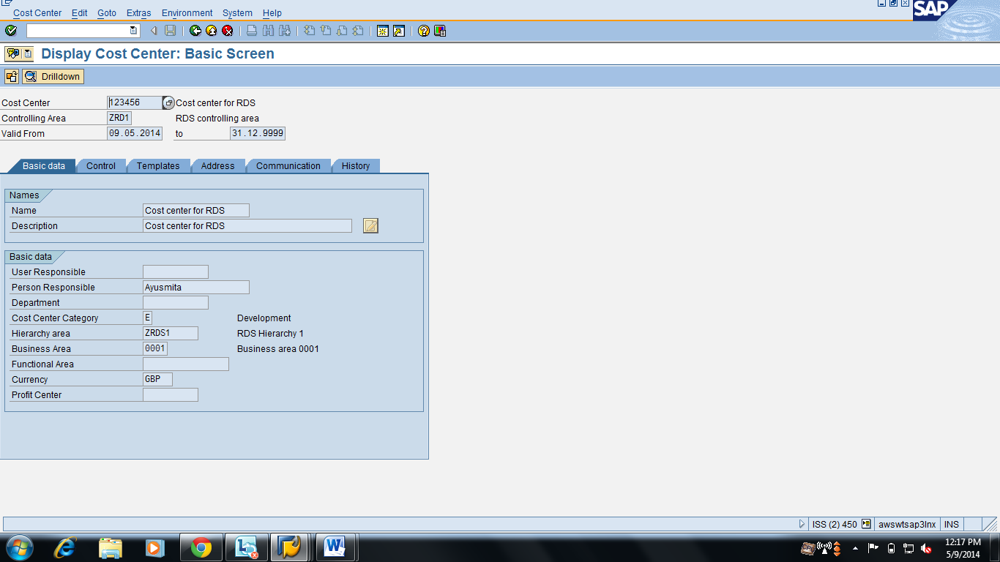 Cost Center Edit Goto Extras Environment System Help
SAP
Display Cost Center: Basic Screen
Drilldown
Cost Center 123456 Cost center for RDS
Controlling Area ZRD1 RDS controlling area
Valid From 09.05.2014 to 31.12.9999
Basic data Control Templates Address Communication History
Names
Name Cost center for RDS
Description Cost center for RDS
Basic data
User Responsible
Person Responsible Ayusmita
Department
Cost Center Category E Development
Hierarchy area ZRDS1 RDS Hierarchy 1
Business Area 0001 Business area 0001
Functional Area
Currency GBP
Profit Center
ISS (2) 450 awswtsap3lnx INS
12:17 PM
5/9/2014